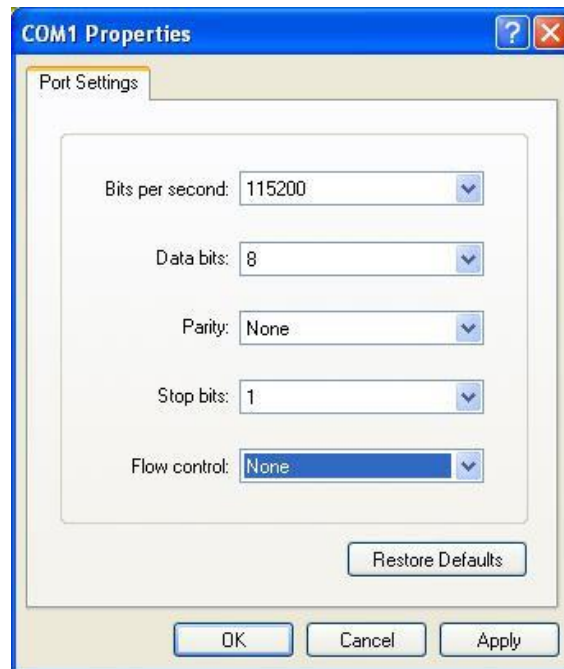 COM1 Properties
Port Settings
Bits per second: 115200
Data bits: 8
Parity: None
Stop bits: 1
Flow control: None
Restore Defaults
OK Cancel Apply